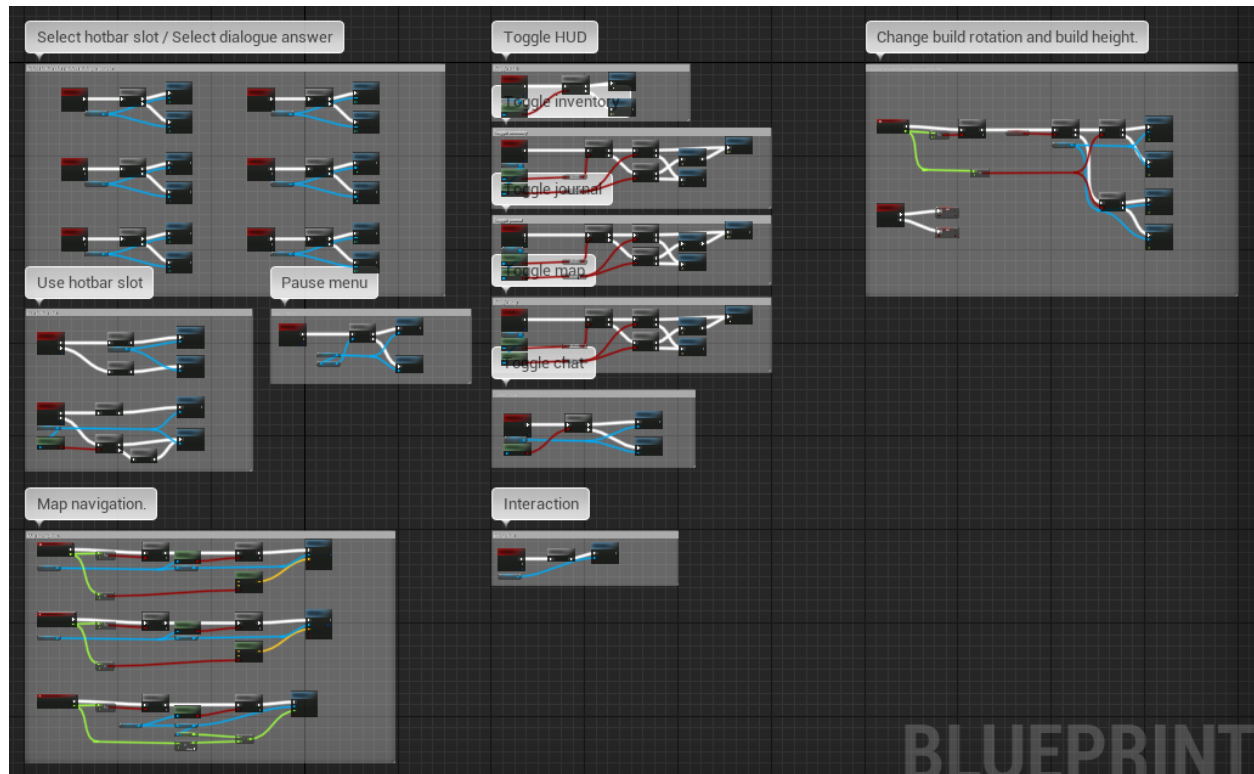 Select hotbar slot / Select dialogue answer
Toggle HUD
Change build rotation and build height.
Toggle inventory
Toggle journal
Use hotbar slot
Pause menu
Toggle map
Toggle chat
Map navigation.
Interaction
BLUEPRINT